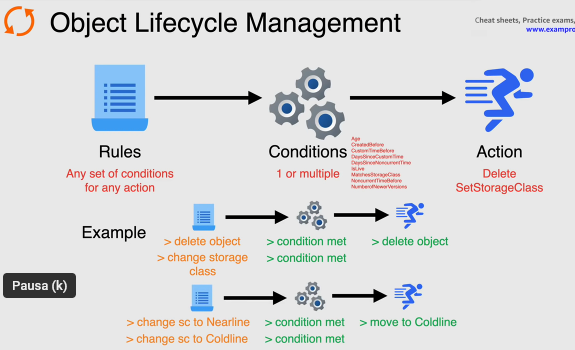 Object Lifecycle Management
Cheat sheets, Practice exams,
www.exampro
Rules
Any set of conditions
for any action
Conditions
1 or multiple
Age
CreatedBefore
CustomTimeBefore
DaysSinceCustomTime
DaysSinceNoncurrentTime
IsLive
MatchesStorageClass
NoncurrentTimeBefore
NumberofNewerVersions
Action
Delete
SetStorageClass
Example
> delete object
> change storage
class
> condition met
> condition met
> delete object
Pausa (k)
> change sc to Nearline
> change sc to Coldline
> condition met
> condition met
> move to Coldline